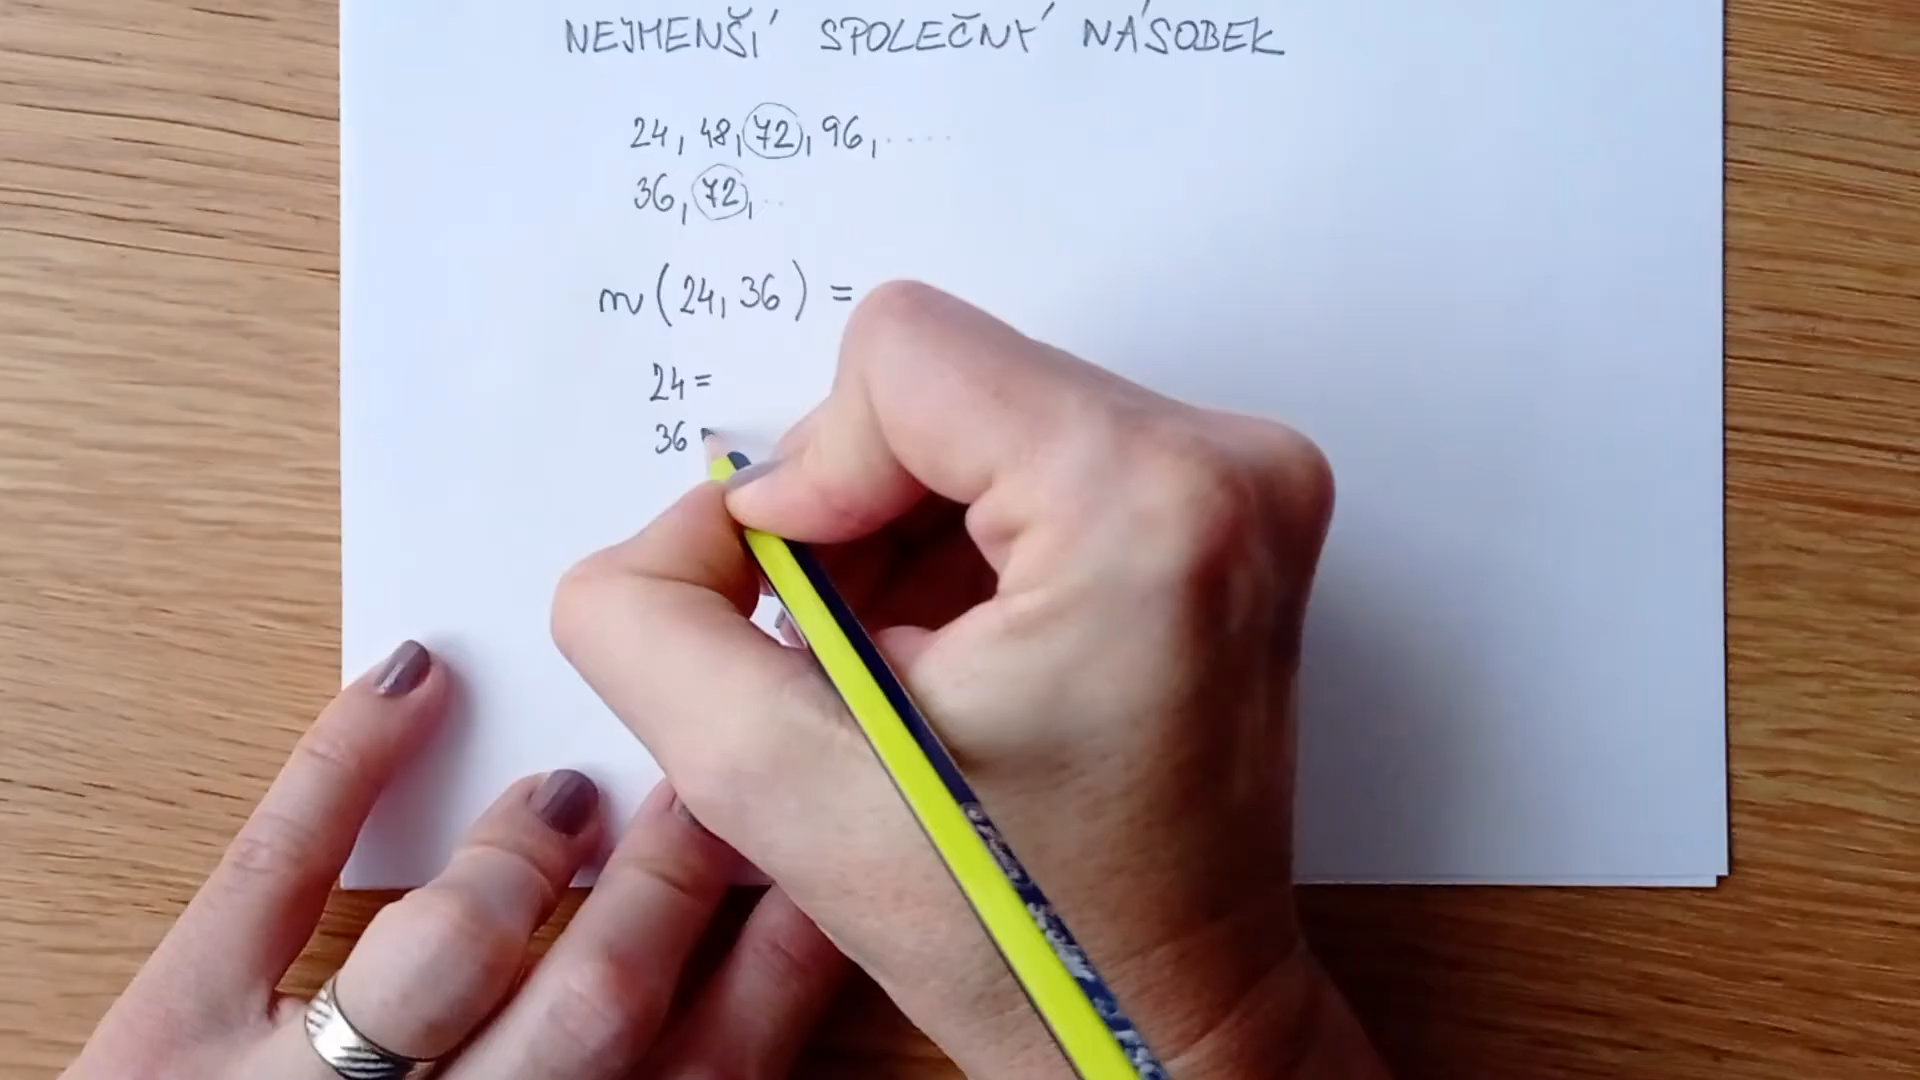 NEJMENŠÍ SPOLEČNÝ NÁSOBEK
24, 48, 72, 96, .....
36, 72, ..
n (24, 36) =
24 =
36